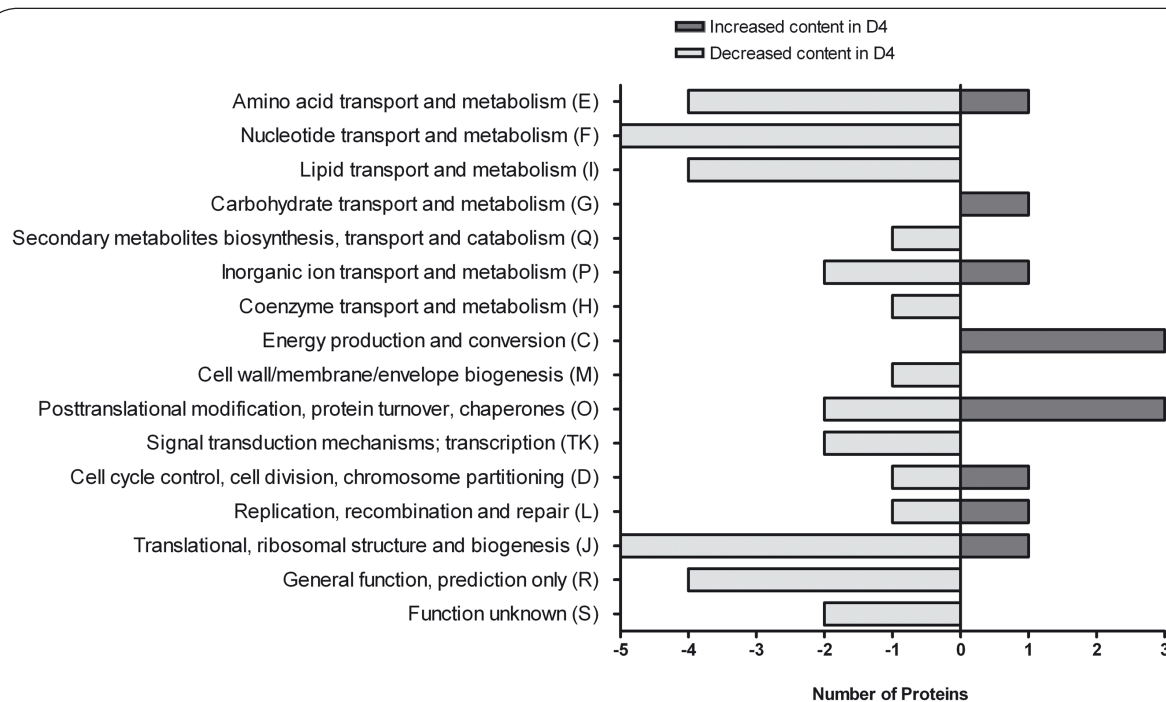 Increased content in D4
Decreased content in D4
Amino acid transport and metabolism (E)
Nucleotide transport and metabolism (F)
Lipid transport and metabolism (I)
Carbohydrate transport and metabolism (G)
Secondary metabolites biosynthesis, transport and catabolism (Q)
Inorganic ion transport and metabolism (P)
Coenzyme transport and metabolism (H)
Energy production and conversion (C)
Cell wall/membrane/envelope biogenesis (M)
Posttranslational modification, protein turnover, chaperones (O)
Signal transduction mechanisms; transcription (TK)
Cell cycle control, cell division, chromosome partitioning (D)
Replication, recombination and repair (L)
Translational, ribosomal structure and biogenesis (J)
General function, prediction only (R)
Function unknown (S)
-5 -4 -3 -2 -1 0 1 2 3
Number of Proteins